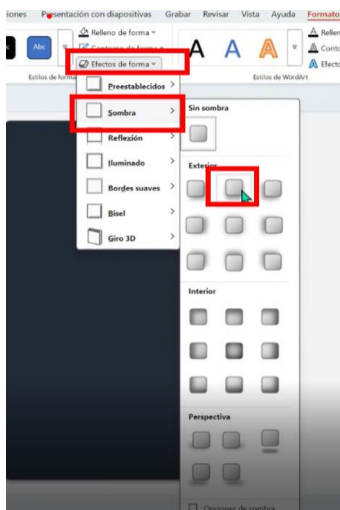 iones Presentación con diapositivas Grabar Revisar Vista Ayuda Formato
Abc Relleno de forma A A A Rellen
Contorno de forma Conto
Efectos de forma Efecto
Estilos de forma Estilos de WordArt
Preestablecidos
Sombra
Reflexión
Iluminado
Bordes suaves
Bisel
Giro 3D
Sin sombra
Exterior
Interior
Perspectiva
Opciones de sombra